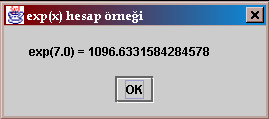 exp(x) hesap örneği
exp(7.0) = 1096.6331584284578
OK